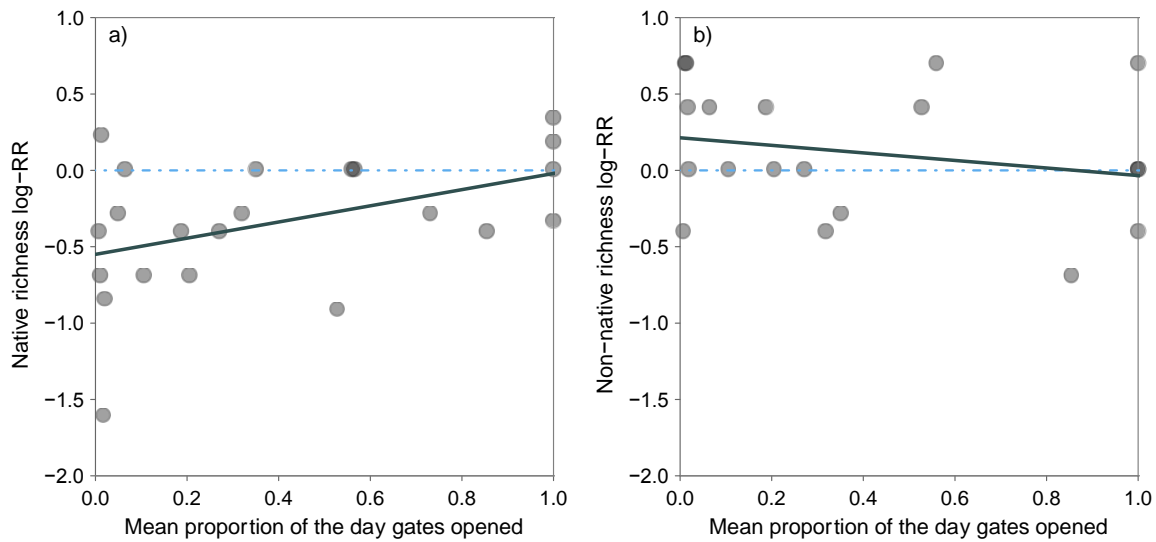 a)
Native richness log−RR
1.0
0.5
0.0
−0.5
−1.0
−1.5
−2.0
0.0 0.2 0.4 0.6 0.8 1.0
Mean proportion of the day gates opened
b)
Non−native richness log−RR
1.0
0.5
0.0
−0.5
−1.0
−1.5
−2.0
0.0 0.2 0.4 0.6 0.8 1.0
Mean proportion of the day gates opened